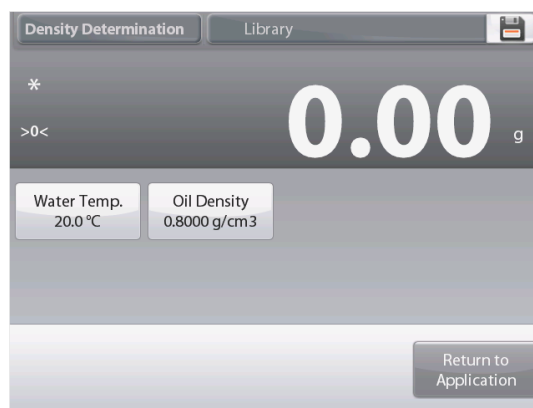 Density Determination
Library
*
>0<
0.00 g
Water Temp.
20.0 °C
Oil Density
0.8000 g/cm3
Return to
Application